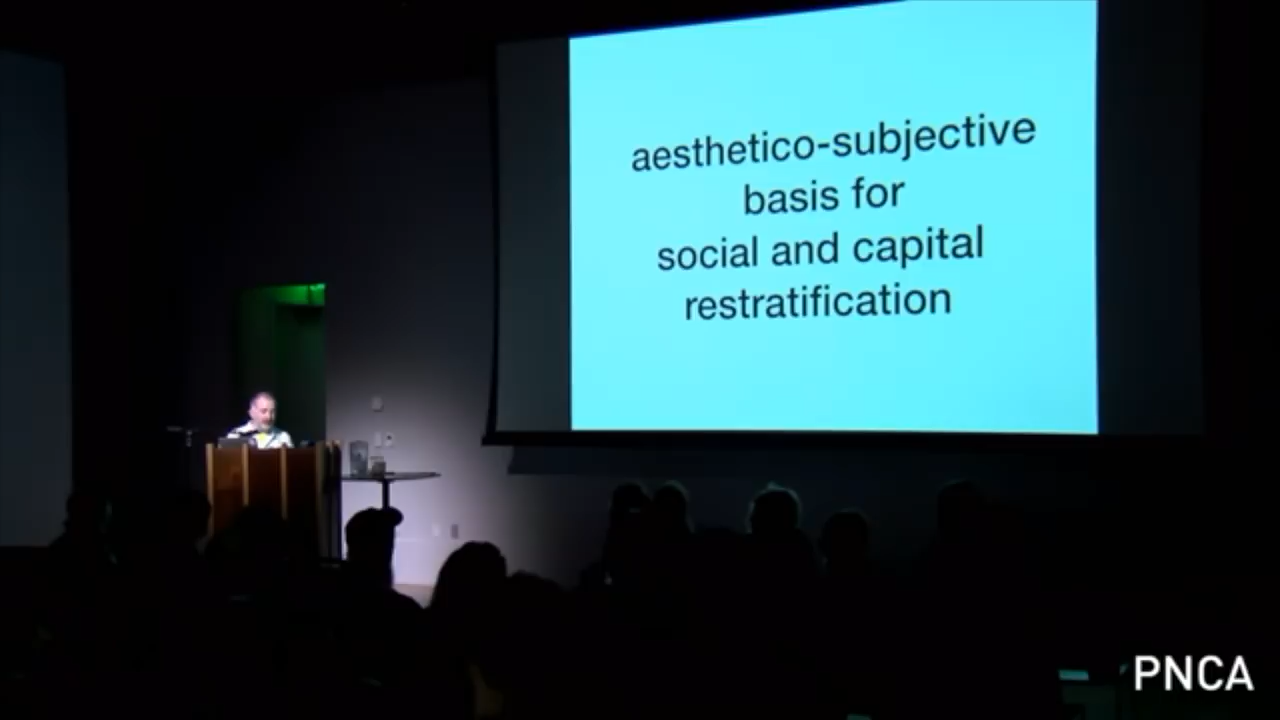 aesthetico-subjective
basis for
social and capital
restratification
PNCA